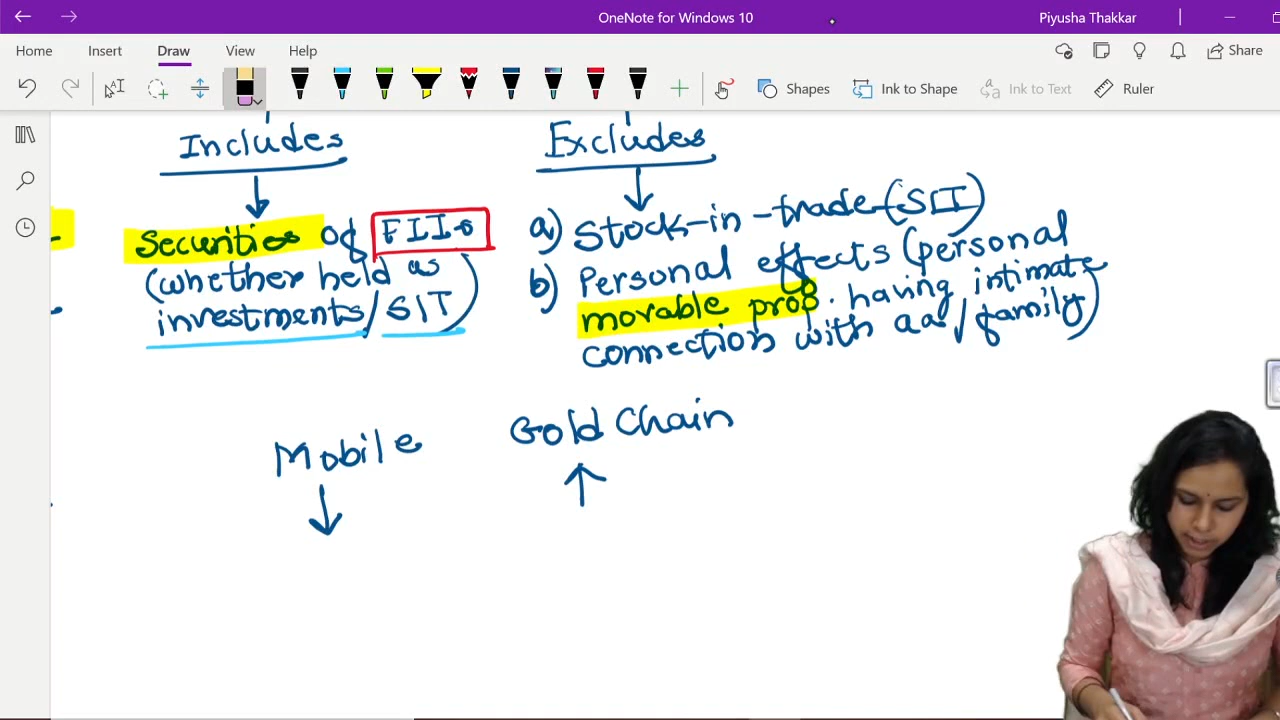 OneNote for Windows 10
Piyusha Thakkar
Home Insert Draw View Help
Share
Shapes
Ink to Shape
Ink to Text
Ruler
Includes
Securities of FIIs
(whether held as
investments/SIT)
Excludes
a) Stock-in-trade (SIT)
b) Personal effects (personal
movable prop. having intimate
connection with aa/family)
Mobile
Gold Chain